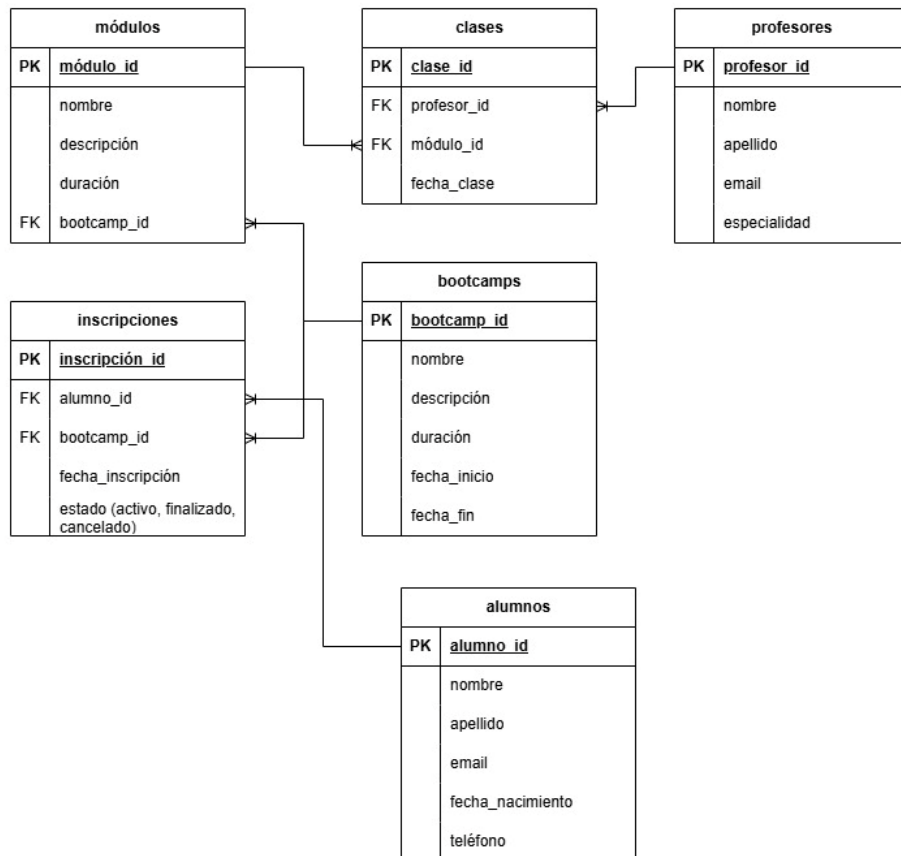 módulos
PK módulo_id
nombre
descripción
duración
FK bootcamp_id
clases
PK clase_id
FK profesor_id
FK módulo_id
fecha_clase
profesores
PK profesor_id
nombre
apellido
email
especialidad
inscripciones
PK inscripción_id
FK alumno_id
FK bootcamp_id
fecha_inscripción
estado (activo, finalizado,
cancelado)
bootcamps
PK bootcamp_id
nombre
descripción
duración
fecha_inicio
fecha_fin
alumnos
PK alumno_id
nombre
apellido
email
fecha_nacimiento
teléfono